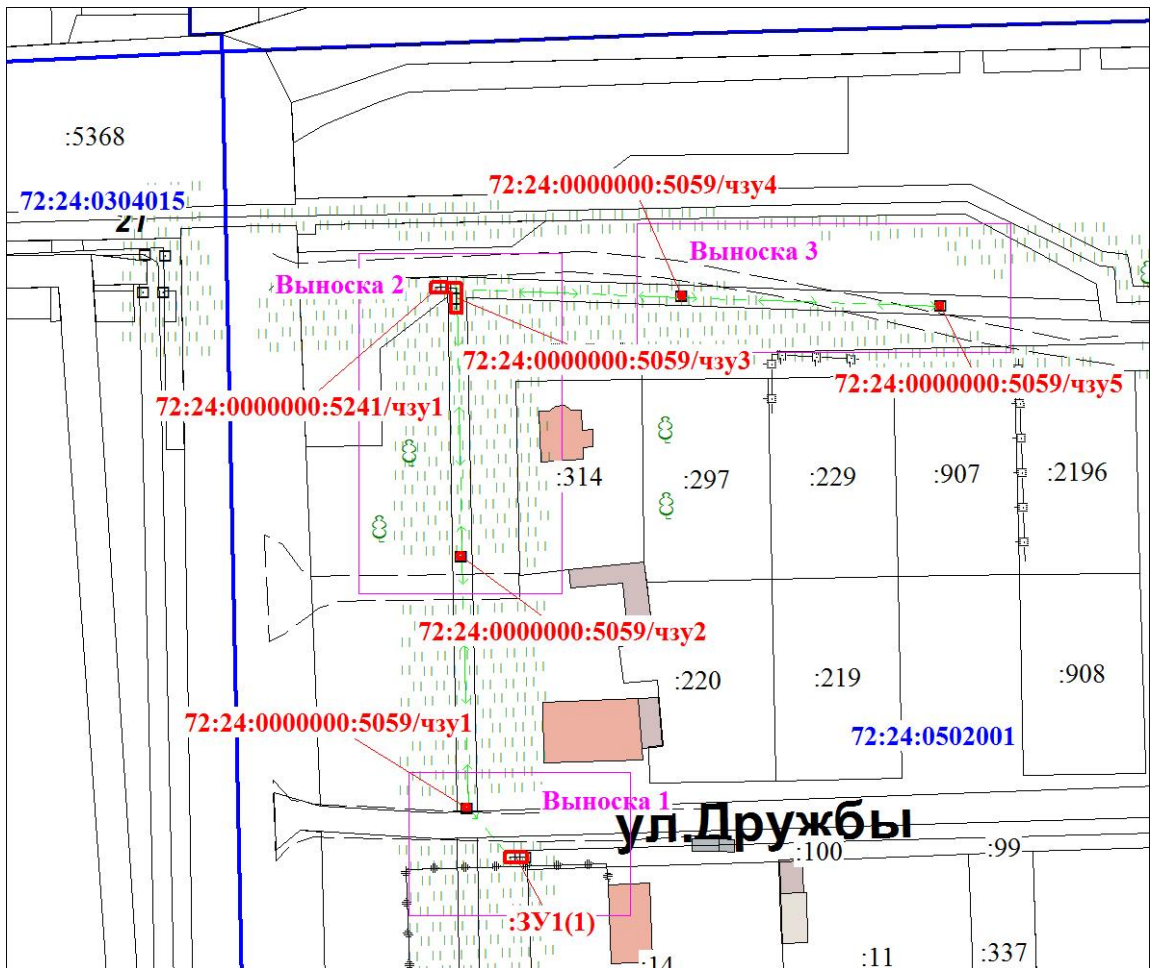 :5368
72:24:0000000:5059/чзу4
72:24:0304015
21
Выноска 3
Выноска 2
72:24:0000000:5059/чзу3
72:24:0000000:5059/чзу5
72:24:0000000:5241/чзу1
:314
:297
:229
:907
:2196
72:24:0000000:5059/чзу2
:220
:219
:908
72:24:0000000:5059/чзу1
72:24:0502001
Выноска 1
ул.Дружбы
:100
:99
:ЗУ1(1)
:14
:11
:337